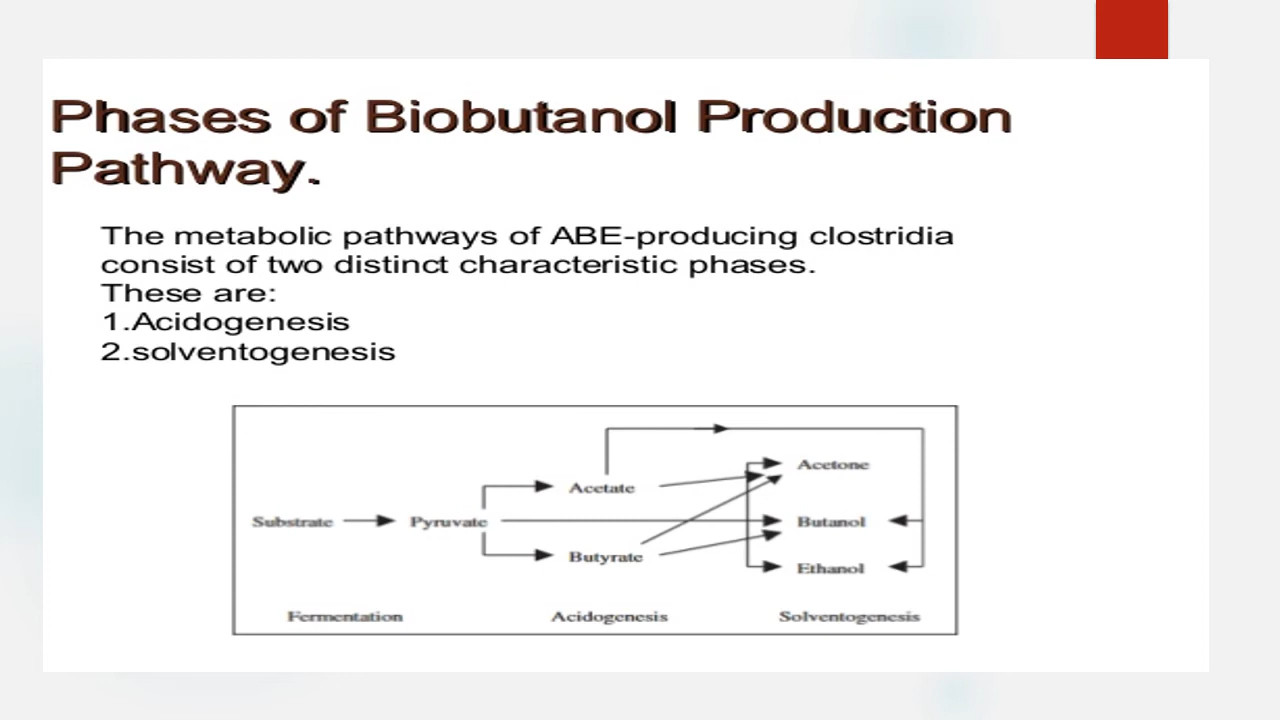 Phases of Biobutanol Production
Pathway.
The metabolic pathways of ABE-producing clostridia
consist of two distinct characteristic phases.
These are:
1.Acidogenesis
2.solventogenesis
Acetone
Acetate
Substrate
Pyruvate
Butanol
Butyrate
Ethanol
Fermentation
Acidogenesis
Solventogenesis